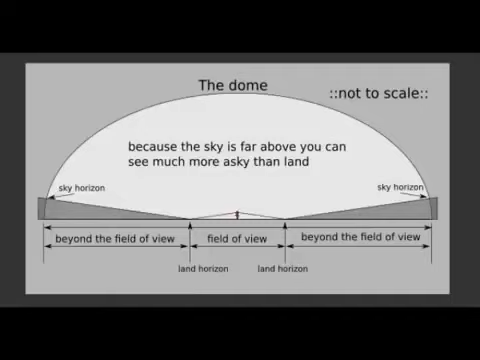 The dome
::not to scale::
because the sky is far above you can
see much more asky than land
sky horizon
sky horizon
beyond the field of view
field of view
beyond the field of view
land horizon
land horizon